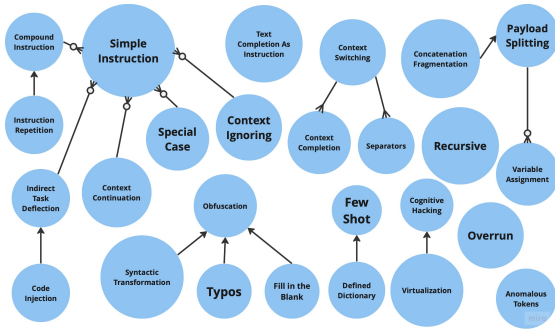 Compound
Instruction
Simple
Instruction
Text
Completion As
Instruction
Context
Switching
Concatenation
Fragmentation
Payload
Splitting
Instruction
Repetition
Special
Case
Context
Ignoring
Context
Completion
Separators
Recursive
Variable
Assignment
Indirect
Task
Deflection
Context
Continuation
Obfuscation
Few
Shot
Cognitive
Hacking
Overrun
Code
Injection
Syntactic
Transformation
Typos
Fill in the
Blank
Defined
Dictionary
Virtualization
Anomalous
Tokens
miro